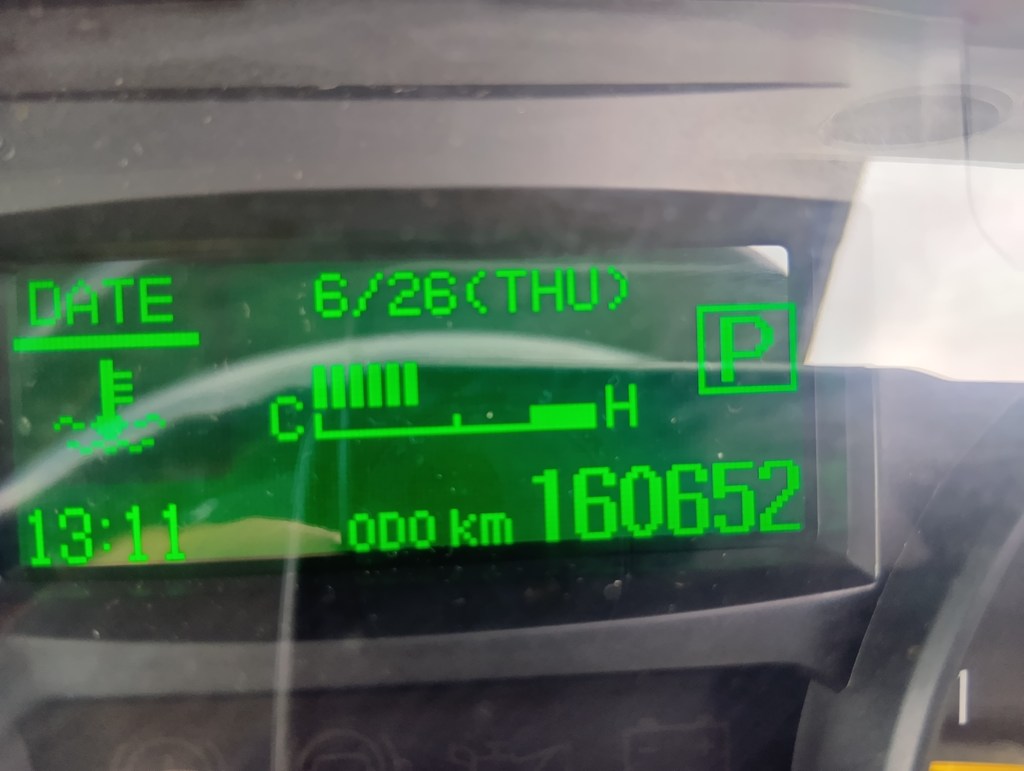 DATE 6/26(THU)
P
C H
13:11 ODO km 160652